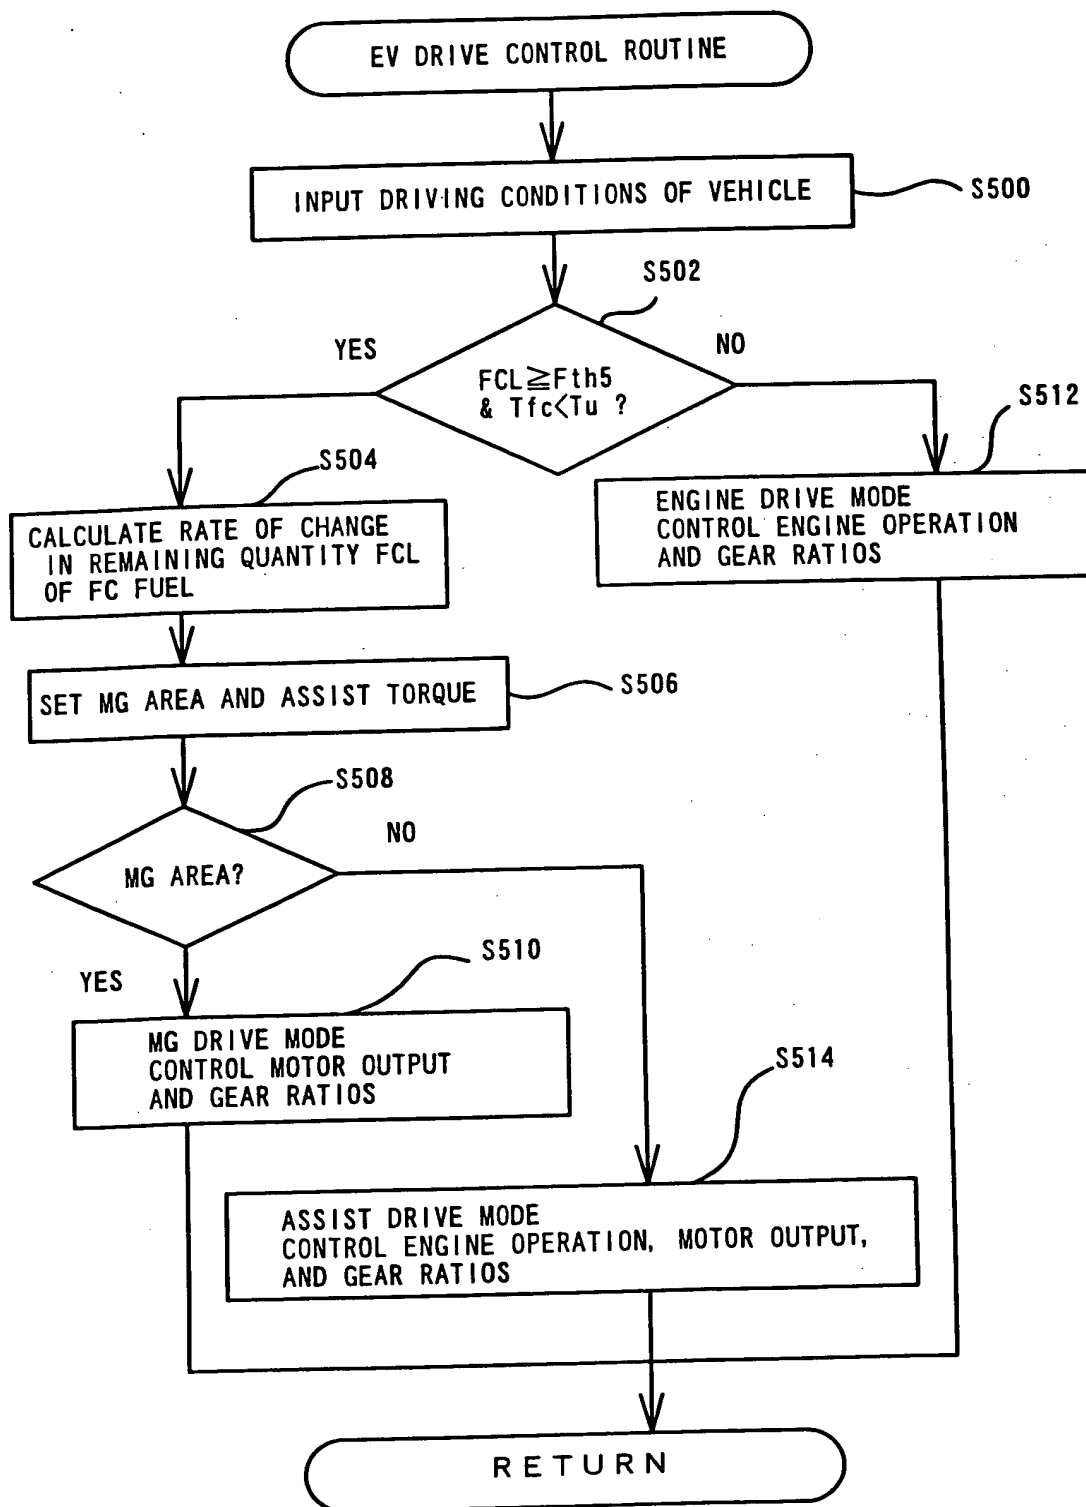 EV DRIVE CONTROL ROUTINE
INPUT DRIVING CONDITIONS OF VEHICLE
S500
S502
YES
NO
FCL≧Fth5
& Tfc<Tu ?
S512
S504
CALCULATE RATE OF CHANGE
IN REMAINING QUANTITY FCL
OF FC FUEL
ENGINE DRIVE MODE
CONTROL ENGINE OPERATION
AND GEAR RATIOS
SET MG AREA AND ASSIST TORQUE
S506
S508
NO
MG AREA?
YES
S510
MG DRIVE MODE
CONTROL MOTOR OUTPUT
AND GEAR RATIOS
S514
ASSIST DRIVE MODE
CONTROL ENGINE OPERATION, MOTOR OUTPUT,
AND GEAR RATIOS
RETURN